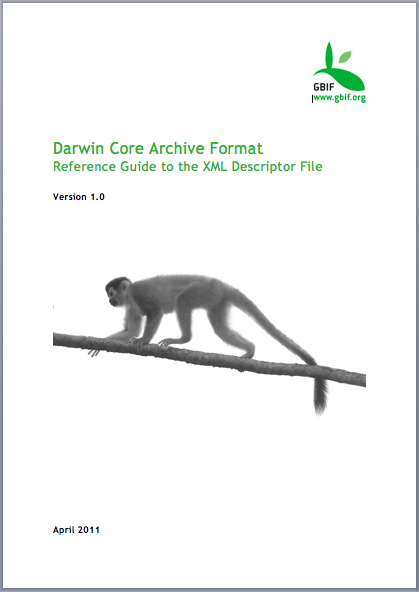 GBIF
www.gbif.org
Darwin Core Archive Format
Reference Guide to the XML Descriptor File
Version 1.0
April 2011